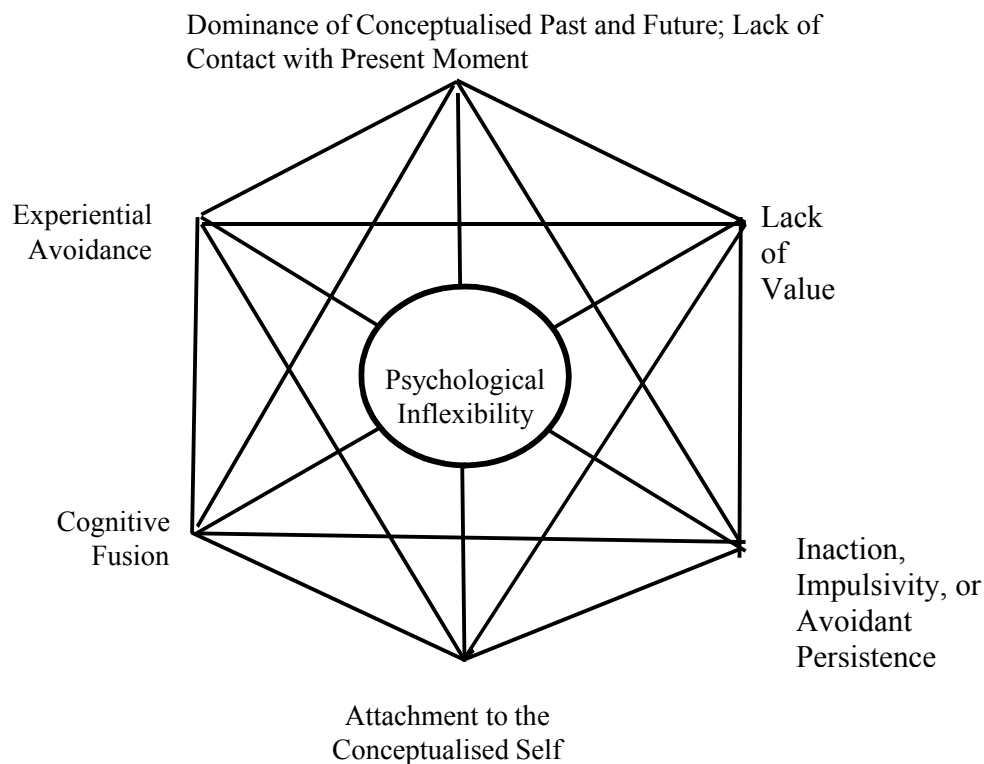 Dominance of Conceptualised Past and Future; Lack of
Contact with Present Moment
Experiential
Avoidance
Lack
of
Value
Psychological
Inflexibility
Cognitive
Fusion
Inaction,
Impulsivity, or
Avoidant
Persistence
Attachment to the
Conceptualised Self